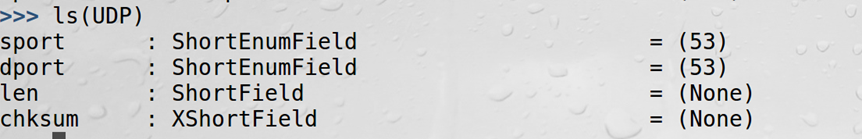 >>> ls(UDP)
sport      : ShortEnumField                       = (53)
dport      : ShortEnumField                       = (53)
len        : ShortField                           = (None)
chksum     : XShortField                          = (None)